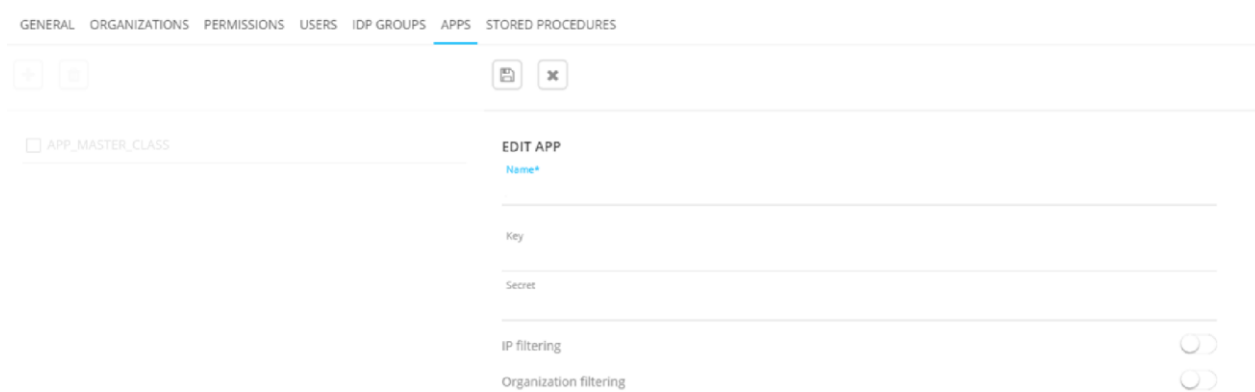 GENERAL ORGANIZATIONS PERMISSIONS USERS IDP GROUPS APPS STORED PROCEDURES
APP_MASTER_CLASS
EDIT APP
Name*
Key
Secret
IP filtering
Organization filtering